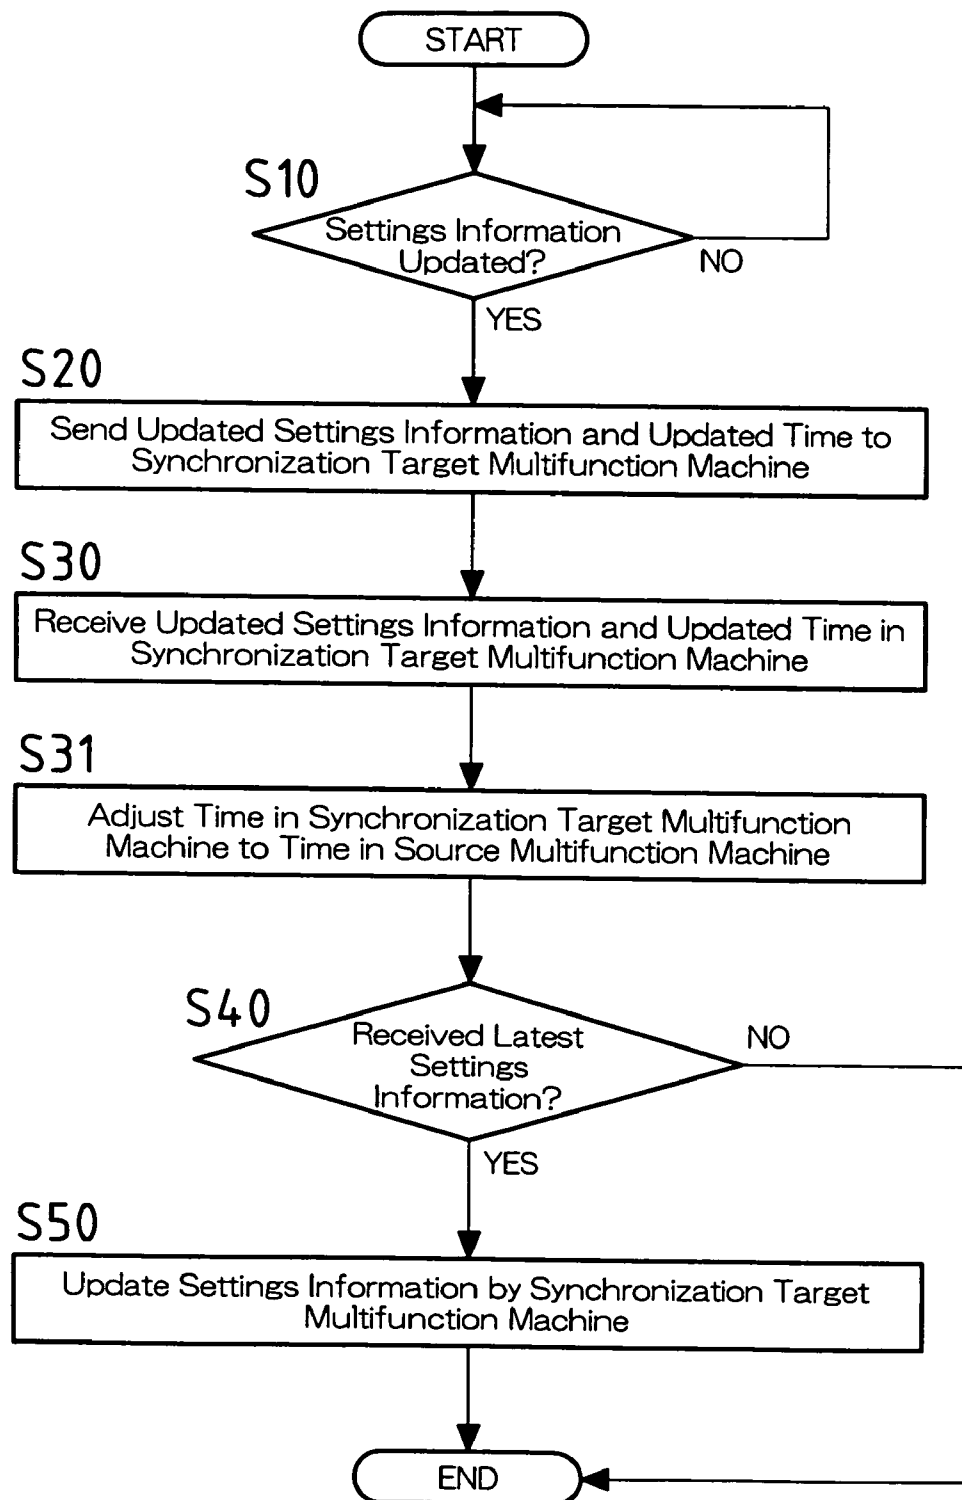 START
S10
Settings Information
Updated?
NO
YES
S20
Send Updated Settings Information and Updated Time to
Synchronization Target Multifunction Machine
S30
Receive Updated Settings Information and Updated Time in
Synchronization Target Multifunction Machine
S31
Adjust Time in Synchronization Target Multifunction
Machine to Time in Source Multifunction Machine
S40
Received Latest
Settings
Information?
NO
YES
S50
Update Settings Information by Synchronization Target
Multifunction Machine
END